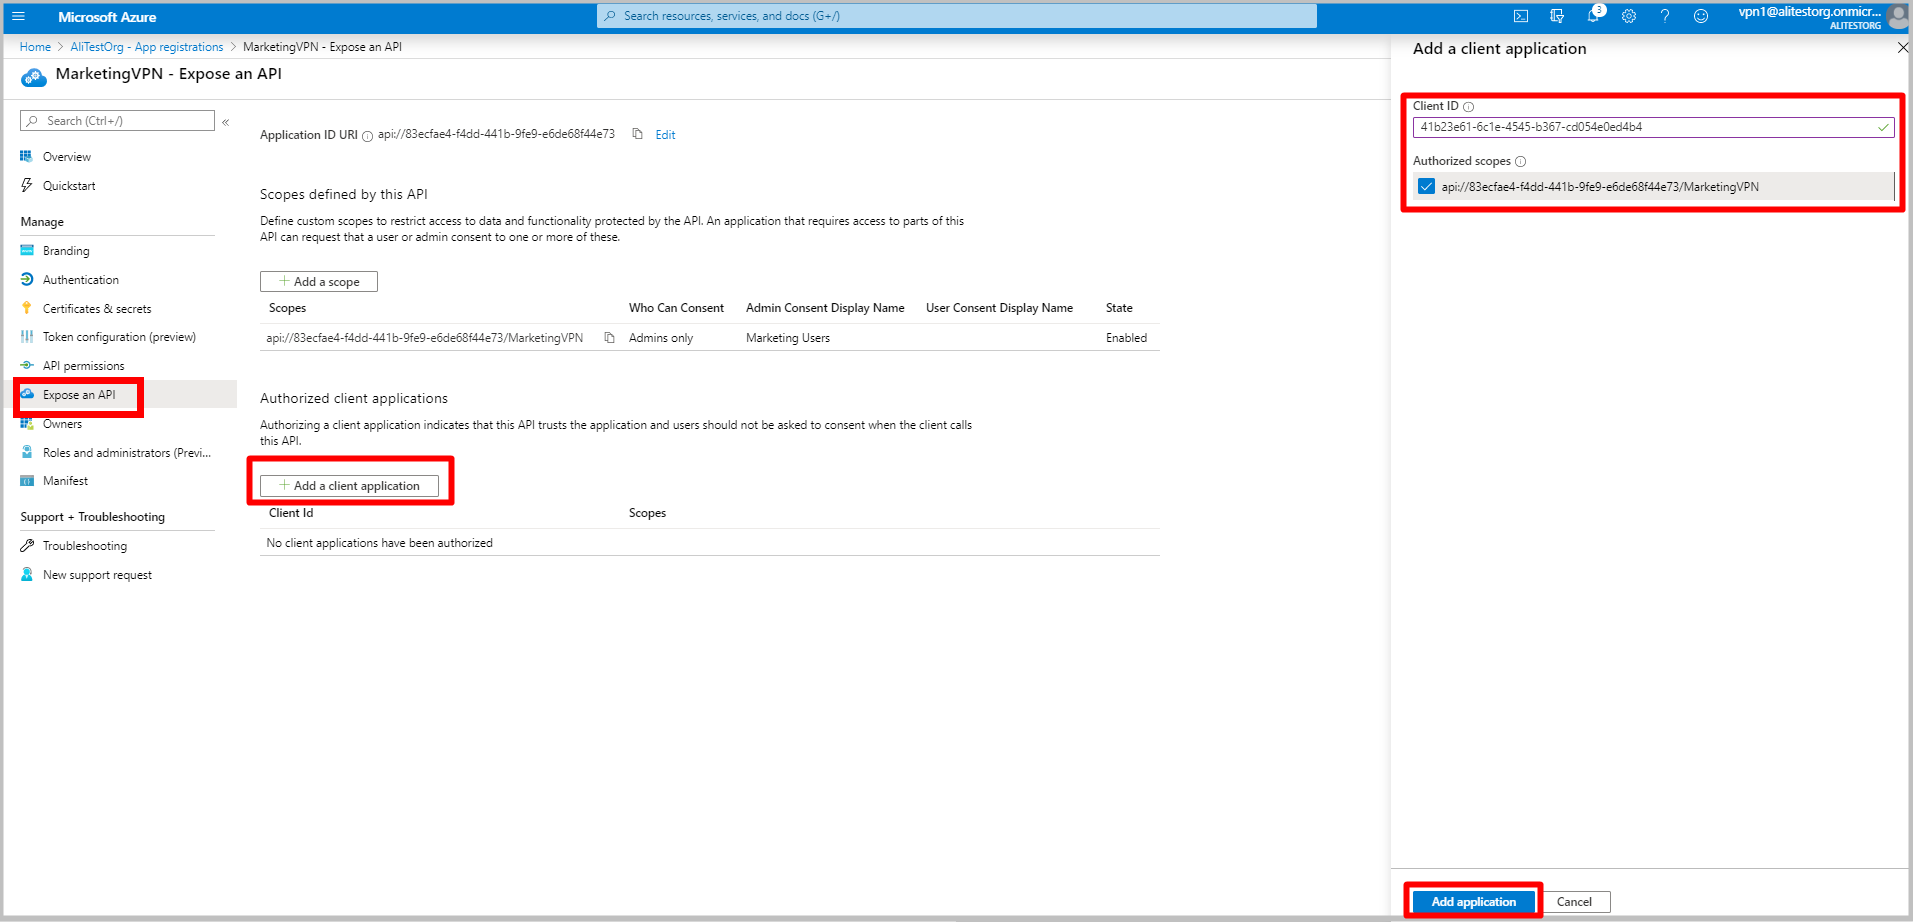 Microsoft Azure
Search resources, services, and docs (G+/)
3
vpn1@alitestorg.onmicr...
ALITESTORG
Home > AliTestOrg - App registrations > MarketingVPN - Expose an API
MarketingVPN - Expose an API
Search (Ctrl+/)
«
Overview
Quickstart
Manage
Branding
Authentication
Certificates & secrets
Token configuration (preview)
API permissions
Expose an API
Owners
Roles and administrators (Previ...
Manifest
Support + Troubleshooting
Troubleshooting
New support request
Application ID URI api://83ecfae4-f4dd-441b-9fe9-e6de68f44e73 Edit
Scopes defined by this API
Define custom scopes to restrict access to data and functionality protected by the API. An application that requires access to parts of this
API can request that a user or admin consent to one or more of these.
+ Add a scope
Scopes Who Can Consent Admin Consent Display Name User Consent Display Name State
api://83ecfae4-f4dd-441b-9fe9-e6de68f44e73/MarketingVPN Admins only Marketing Users Enabled
Authorized client applications
Authorizing a client application indicates that this API trusts the application and users should not be asked to consent when the client calls
this API.
+ Add a client application
Client Id Scopes
No client applications have been authorized
Add a client application
Client ID
41b23e61-6c1e-4545-b367-cd054e0ed4b4
Authorized scopes
api://83ecfae4-f4dd-441b-9fe9-e6de68f44e73/MarketingVPN
Add application Cancel